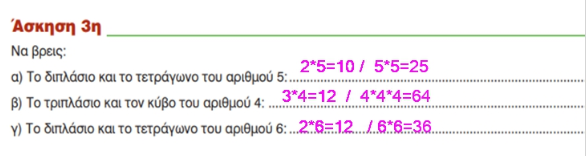 Άσκηση 3η
Να βρεις:
α) Το διπλάσιο και το τετράγωνο του αριθμού 5: 2*5=10 / 5*5=25
β) Το τριπλάσιο και τον κύβο του αριθμού 4: 3*4=12 / 4*4*4=64
γ) Το διπλάσιο και το τετράγωνο του αριθμού 6: 2*6=12 / 6*6=36